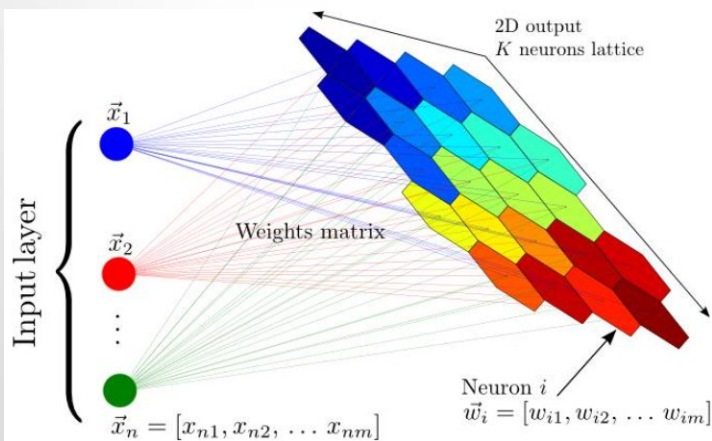 2D output
K neurons lattice
x⃗₁
Input layer
x⃗₂
Weights matrix
⋮
Neuron i
x⃗ₙ = [xₙ₁, xₙ₂, … xₙₘ]
w⃗ᵢ = [wᵢ₁, wᵢ₂, … wᵢₘ]